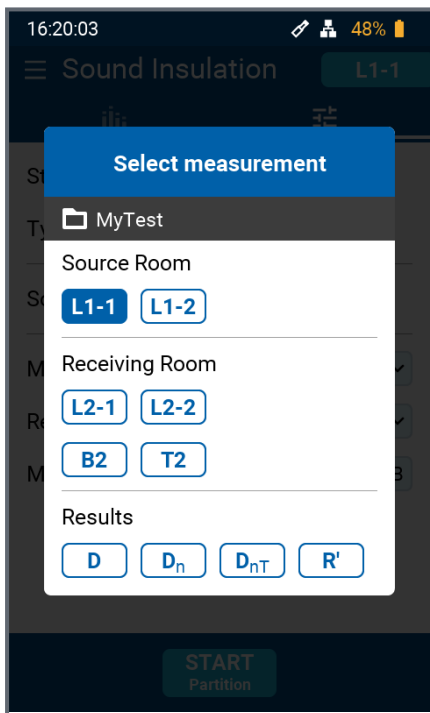 16:20:03 48%
Sound Insulation L1-1
Select measurement
MyTest
Source Room
L1-1 L1-2
Receiving Room
L2-1 L2-2
B2 T2
Results
D Dn DnT R'
START
Partition